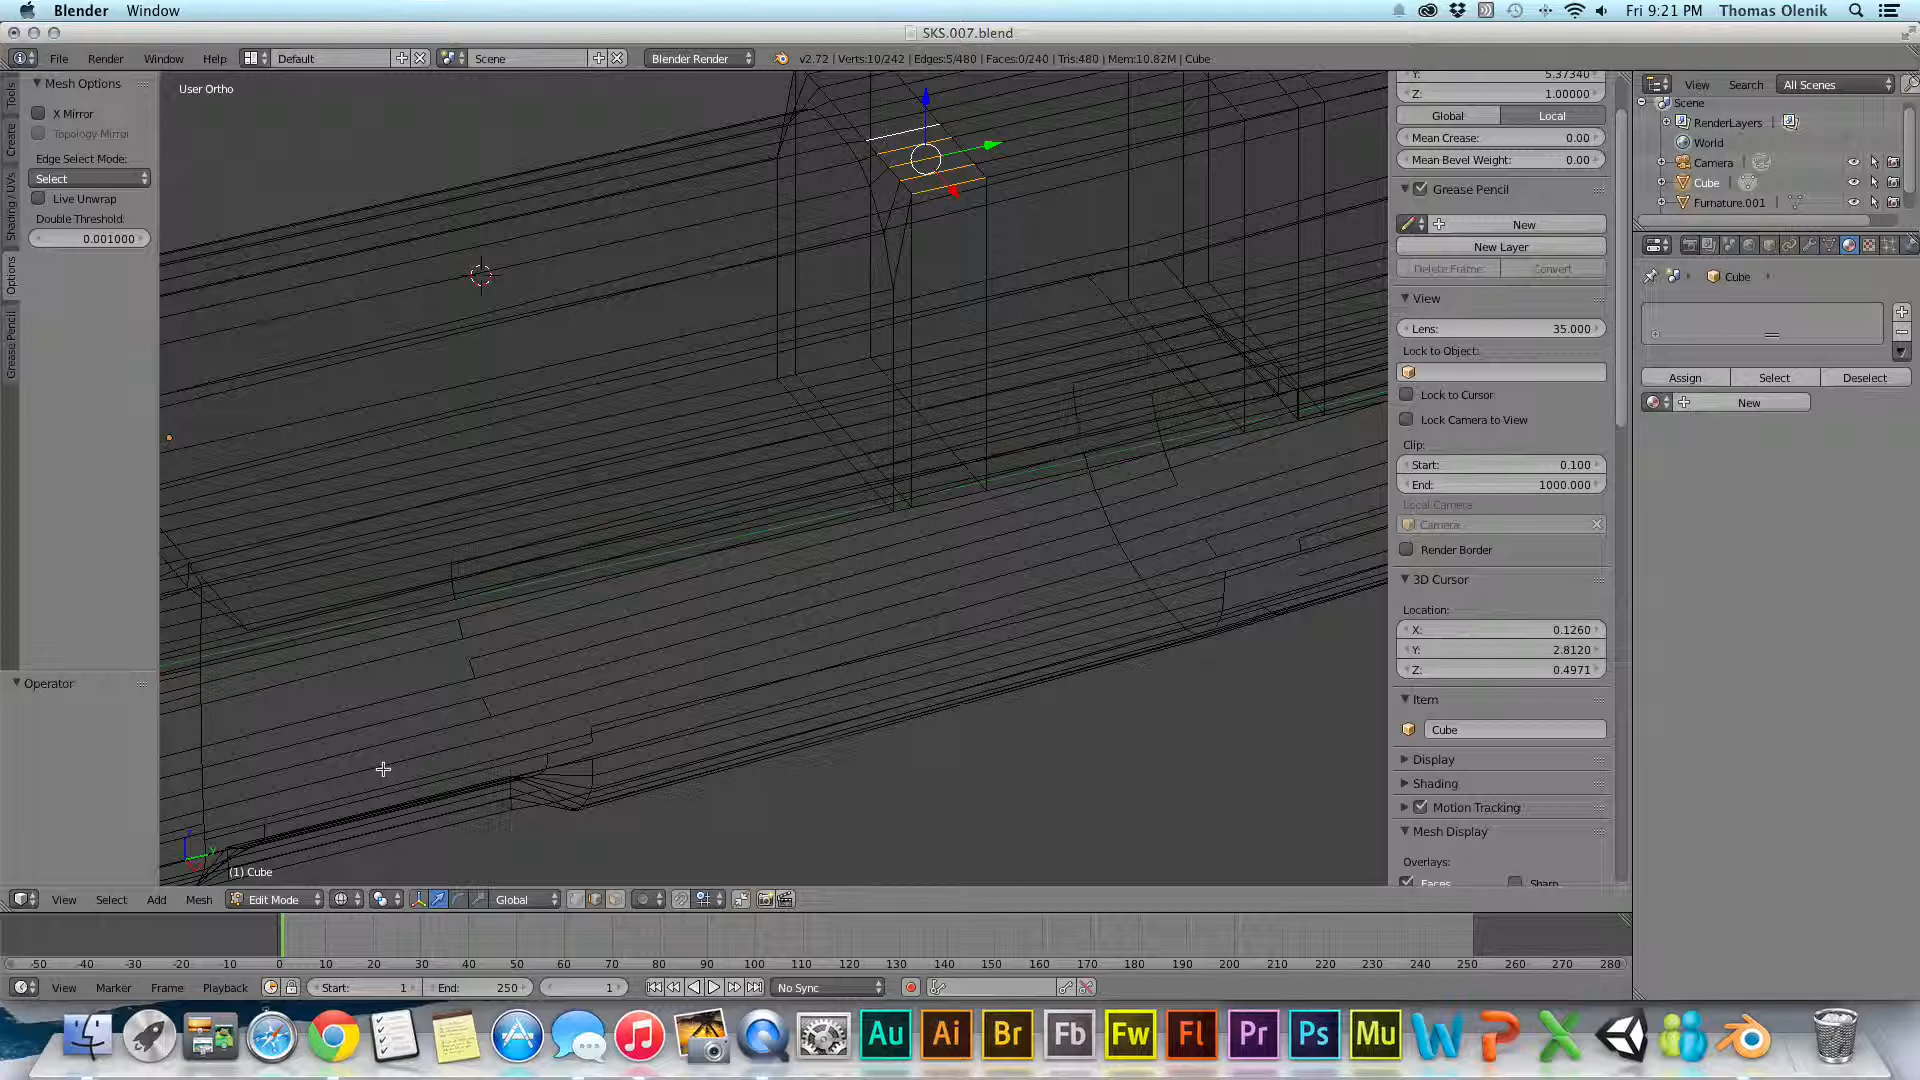 Blender Window
Fri 9:21 PM Thomas Olenik
SKS.007.blend
File Render Window Help Default Scene Blender Render v2.72 | Verts:10/242 | Edges:5/480 | Faces:0/240 | Tris:480 | Mem:10.82M | Cube
Tools
Create
Shading / UVs
Options
Grease Pencil
Mesh Options
X Mirror
Topology Mirror
Edge Select Mode:
Select
Live Unwrap
Double Threshold:
0.001000
Operator
User Ortho
(1) Cube
Y: 5.37340
Z: 1.00000
Global Local
Mean Crease: 0.00
Mean Bevel Weight: 0.00
Grease Pencil
New
New Layer
Delete Frame Convert
View
Lens: 35.000
Lock to Object:
Lock to Cursor
Lock Camera to View
Clip:
Start: 0.100
End: 1000.000
Local Camera
Camera
Render Border
3D Cursor
Location:
X: 0.1260
Y: 2.8120
Z: 0.4971
Item
Cube
Display
Shading
Motion Tracking
Mesh Display
Overlays:
Faces Sharp
View Search All Scenes
Scene
RenderLayers
World
Camera
Cube
Furnature.001
Cube
Assign Select Deselect
New
View Select Add Mesh Edit Mode Global
-50 -40 -30 -20 -10 0 10 20 30 40 50 60 70 80 90 100 110 120 130 140 150 160 170 180 190 200 210 220 230 240 250 260 270 280
View Marker Frame Playback Start: 1 End: 250 1 No Sync
Au Ai Br Fb Fw Fl Pr Ps Mu W P X